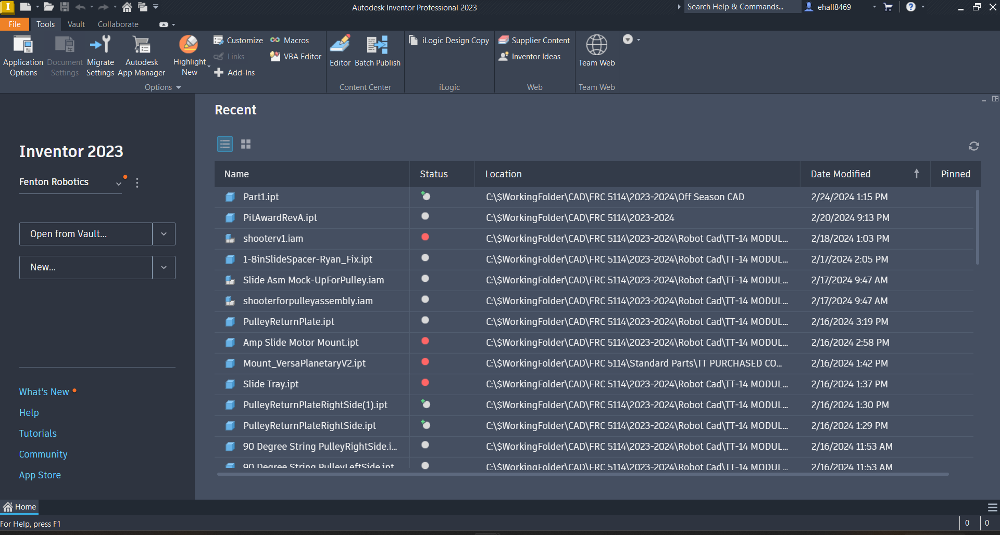 I
Autodesk Inventor Professional 2023
Search Help & Commands...
ehall8469
?
File
Tools
Vault
Collaborate
Application Options
Document Settings
Migrate Settings
Autodesk App Manager
Highlight New
Customize
Links
Add-Ins
Macros
VBA Editor
Options
Editor
Batch Publish
Content Center
iLogic Design Copy
iLogic
Supplier Content
Inventor Ideas
Web
Team Web
Team Web
Inventor 2023
Fenton Robotics
Open from Vault...
New...
What's New
Help
Tutorials
Community
App Store
Recent
Name Status Location Date Modified Pinned
Part1.ipt C:\$WorkingFolder\CAD\FRC 5114\2023-2024\Off Season CAD 2/24/2024 1:15 PM
PitAwardRevA.ipt C:\$WorkingFolder\CAD\FRC 5114\2023-2024 2/20/2024 9:13 PM
shooterv1.iam C:\$WorkingFolder\CAD\FRC 5114\2023-2024\Robot Cad\TT-14 MODUL... 2/18/2024 1:03 PM
1-8inSlideSpacer-Ryan_Fix.ipt C:\$WorkingFolder\CAD\FRC 5114\2023-2024\Robot Cad\TT-14 MODUL... 2/17/2024 2:05 PM
Slide Asm Mock-UpForPulley.iam C:\$WorkingFolder\CAD\FRC 5114\2023-2024\Robot Cad\TT-14 MODUL... 2/17/2024 9:47 AM
shooterforpulleyassembly.iam C:\$WorkingFolder\CAD\FRC 5114\2023-2024\Robot Cad\TT-14 MODUL... 2/17/2024 9:47 AM
PulleyReturnPlate.ipt C:\$WorkingFolder\CAD\FRC 5114\2023-2024\Robot Cad\TT-14 MODUL... 2/16/2024 3:19 PM
Amp Slide Motor Mount.ipt C:\$WorkingFolder\CAD\FRC 5114\2023-2024\Robot Cad\TT-14 MODUL... 2/16/2024 2:58 PM
Mount_VersaPlanetaryV2.ipt C:\$WorkingFolder\CAD\FRC 5114\Standard Parts\TT PURCHASED CO... 2/16/2024 1:42 PM
Slide Tray.ipt C:\$WorkingFolder\CAD\FRC 5114\2023-2024\Robot Cad\TT-14 MODUL... 2/16/2024 1:37 PM
PulleyReturnPlateRightSide(1).ipt C:\$WorkingFolder\CAD\FRC 5114\2023-2024\Robot Cad\TT-14 MODUL... 2/16/2024 1:30 PM
PulleyReturnPlateRightSide.ipt C:\$WorkingFolder\CAD\FRC 5114\2023-2024\Robot Cad\TT-14 MODUL... 2/16/2024 1:29 PM
90 Degree String PulleyRightSide.i... C:\$WorkingFolder\CAD\FRC 5114\2023-2024\Robot Cad\TT-14 MODUL... 2/16/2024 11:53 AM
90 Degree String PulleyLeftSide.ipt C:\$WorkingFolder\CAD\FRC 5114\2023-2024\Robot Cad\TT-14 MODUL... 2/16/2024 11:53 AM
Home
For Help, press F1
0 0